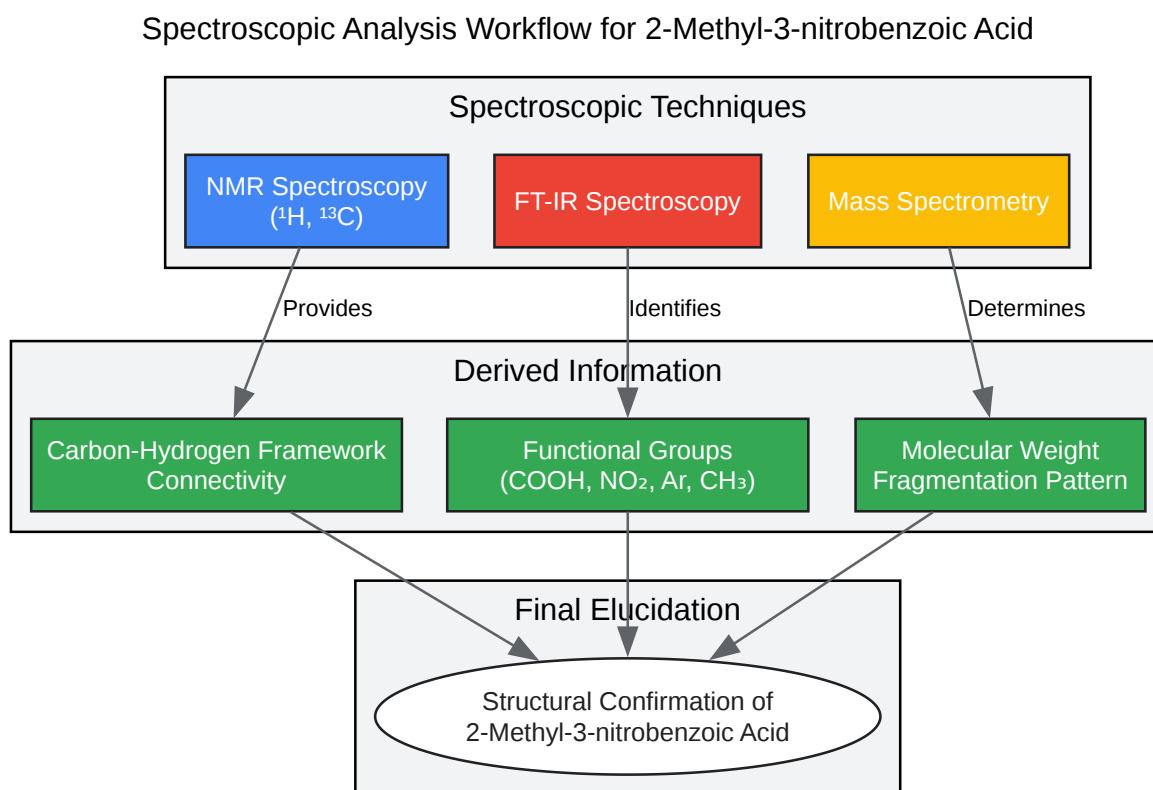 Spectroscopic Analysis Workflow for 2-Methyl-3-nitrobenzoic Acid
Spectroscopic Techniques
NMR Spectroscopy
(¹H, ¹³C)
FT-IR Spectroscopy
Mass Spectrometry
Provides
Identifies
Determines
Derived Information
Carbon-Hydrogen Framework
Connectivity
Functional Groups
(COOH, NO₂, Ar, CH₃)
Molecular Weight
Fragmentation Pattern
Final Elucidation
Structural Confirmation of
2-Methyl-3-nitrobenzoic Acid